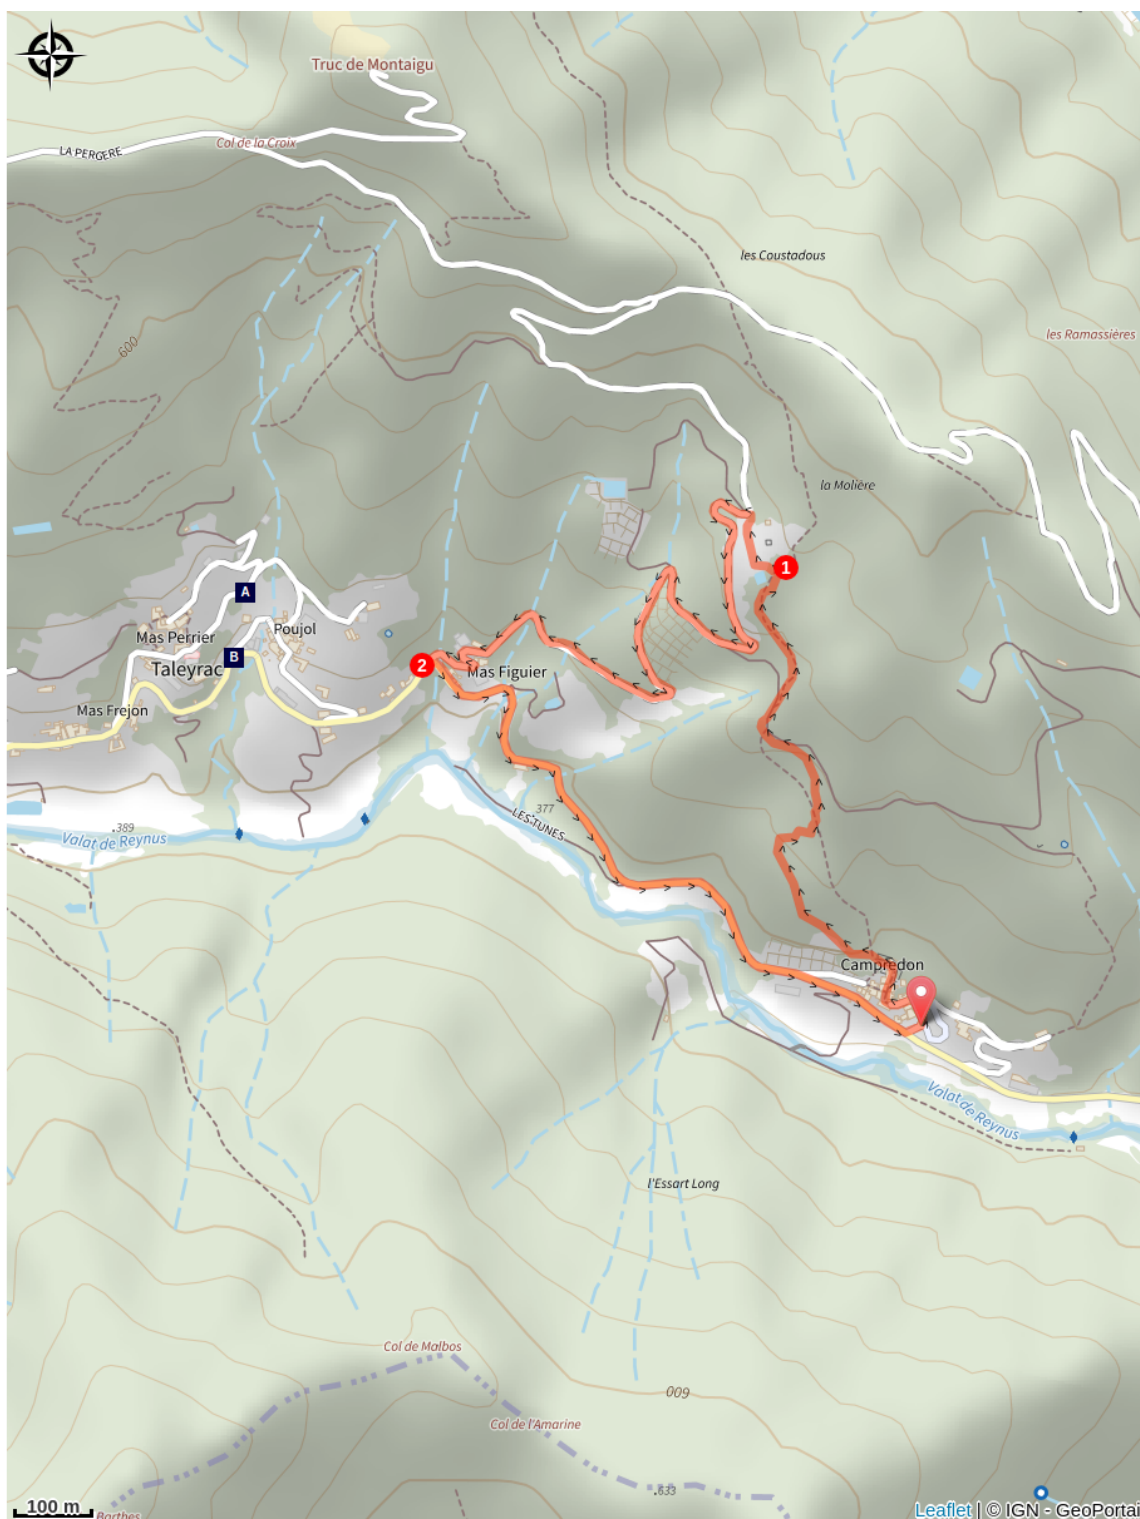 Truc de Montaigu
Col de la Croix
LA PERGERE
les Coustadous
les Ramassières
600
la Molière
1
A
Poujol
Mas Perrier
B
Taleyrac
2
Mas Figuier
Mas Frejon
377
LES TUNES
.389
Valat de Reynus
Campredon
Valat de Reynus
l'Essart Long
Col de Malbos
600
Col de l'Amarine
.633
100 m
Barthes
Leaflet | © IGN - GeoPortai